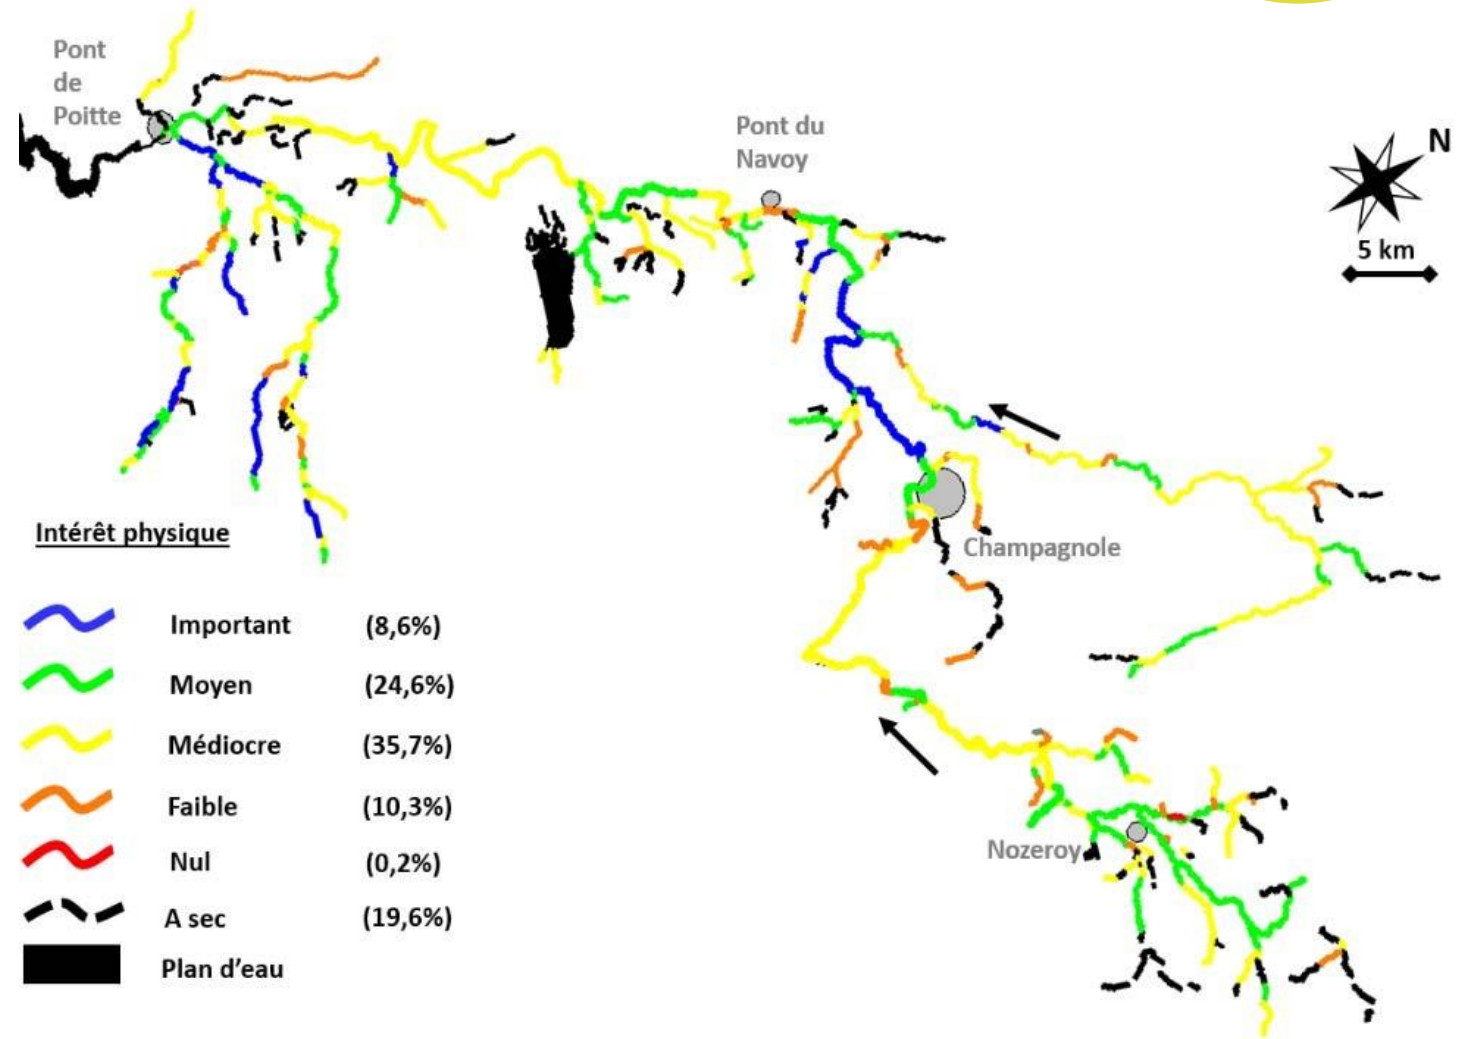 Pont
de
Poitte
Pont du
Navoy
N
5 km
Champagnole
Intérêt physique
Important (8,6%)
Moyen (24,6%)
Médiocre (35,7%)
Faible (10,3%)
Nul (0,2%)
A sec (19,6%)
Plan d'eau
Nozeroy